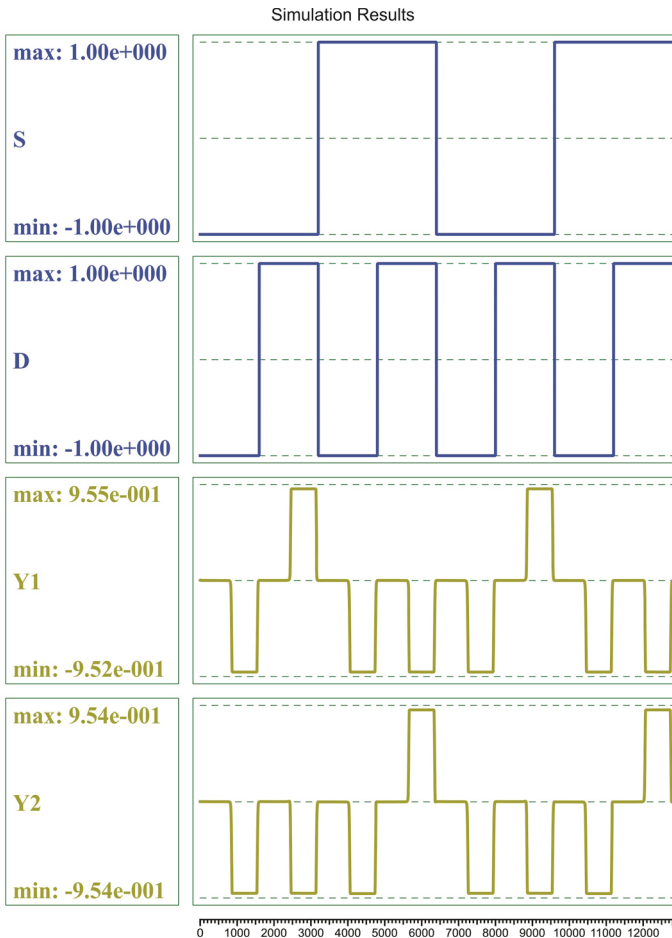 Simulation Results
max: 1.00e+000
S
min: -1.00e+000
max: 1.00e+000
D
min: -1.00e+000
max: 9.55e-001
Y1
min: -9.52e-001
max: 9.54e-001
Y2
min: -9.54e-001
0 1000 2000 3000 4000 5000 6000 7000 8000 9000 10000 11000 12000